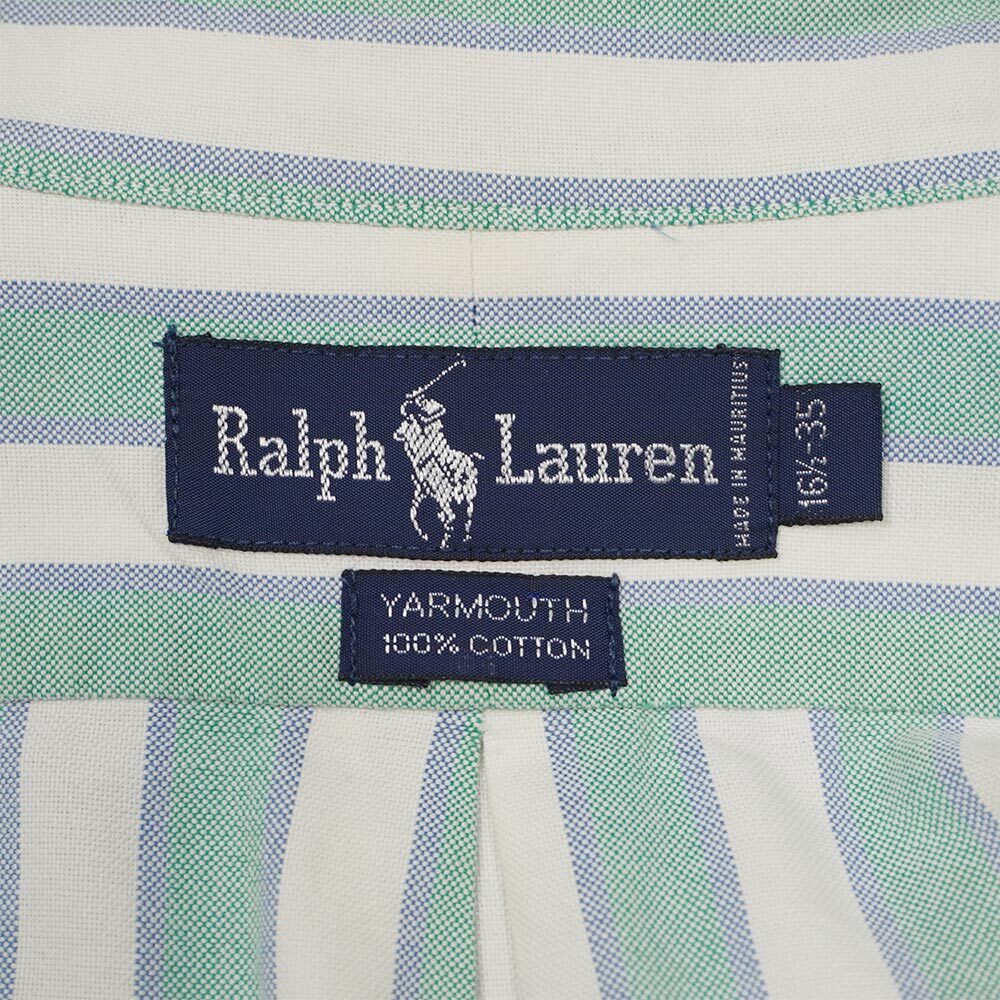 Ralph Lauren
MADE IN MAURITIUS
16½-35
YARMOUTH
100% COTTON